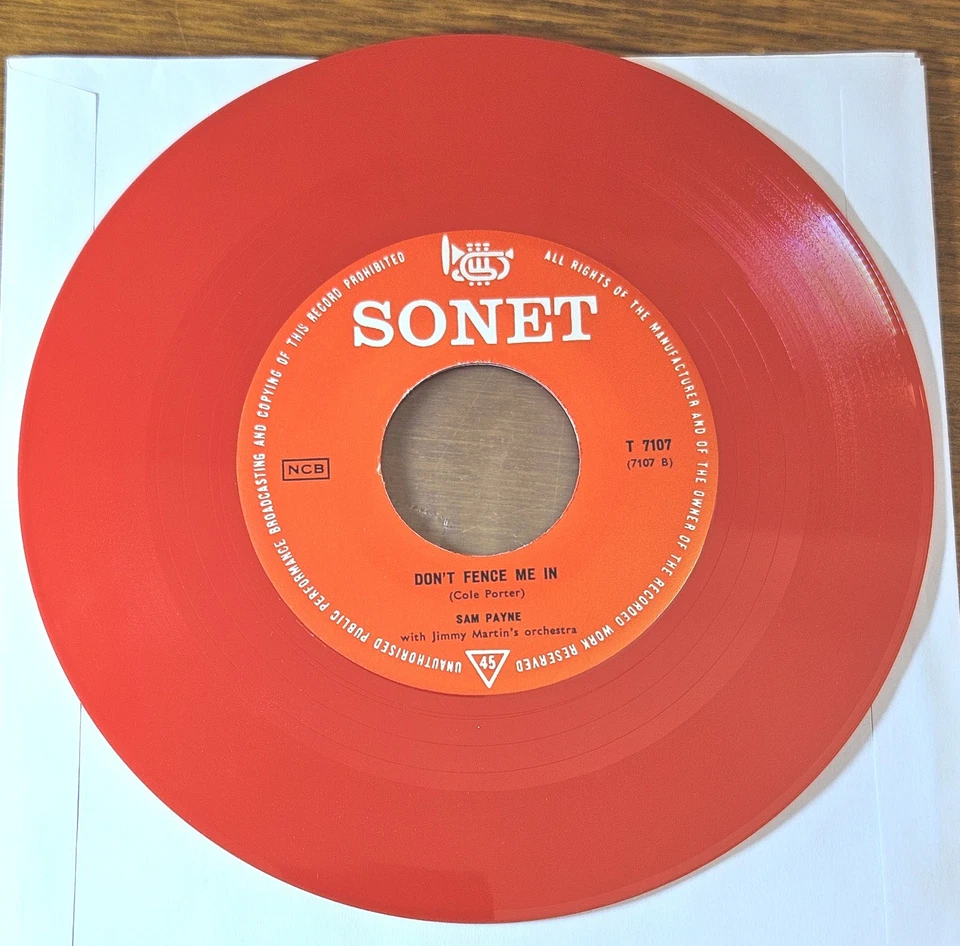 SONET
NCB
T 7107
(7107 B)
DON'T FENCE ME IN
(Cole Porter)
SAM PAYNE
with Jimmy Martin's orchestra
45
ALL RIGHTS OF THE MANUFACTURER AND OF THE OWNER OF THE RECORDED WORK RESERVED
UNAUTHORISED PUBLIC PERFORMANCE BROADCASTING AND COPYING OF THIS RECORD PROHIBITED